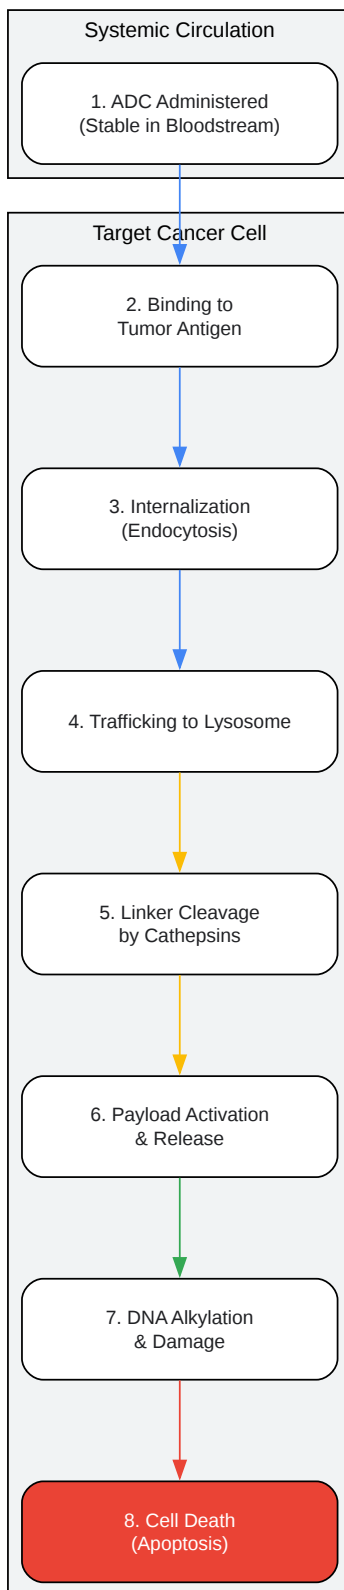 Systemic Circulation
1. ADC Administered
(Stable in Bloodstream)
Target Cancer Cell
2. Binding to
Tumor Antigen
3. Internalization
(Endocytosis)
4. Trafficking to Lysosome
5. Linker Cleavage
by Cathepsins
6. Payload Activation
& Release
7. DNA Alkylation
& Damage
8. Cell Death
(Apoptosis)